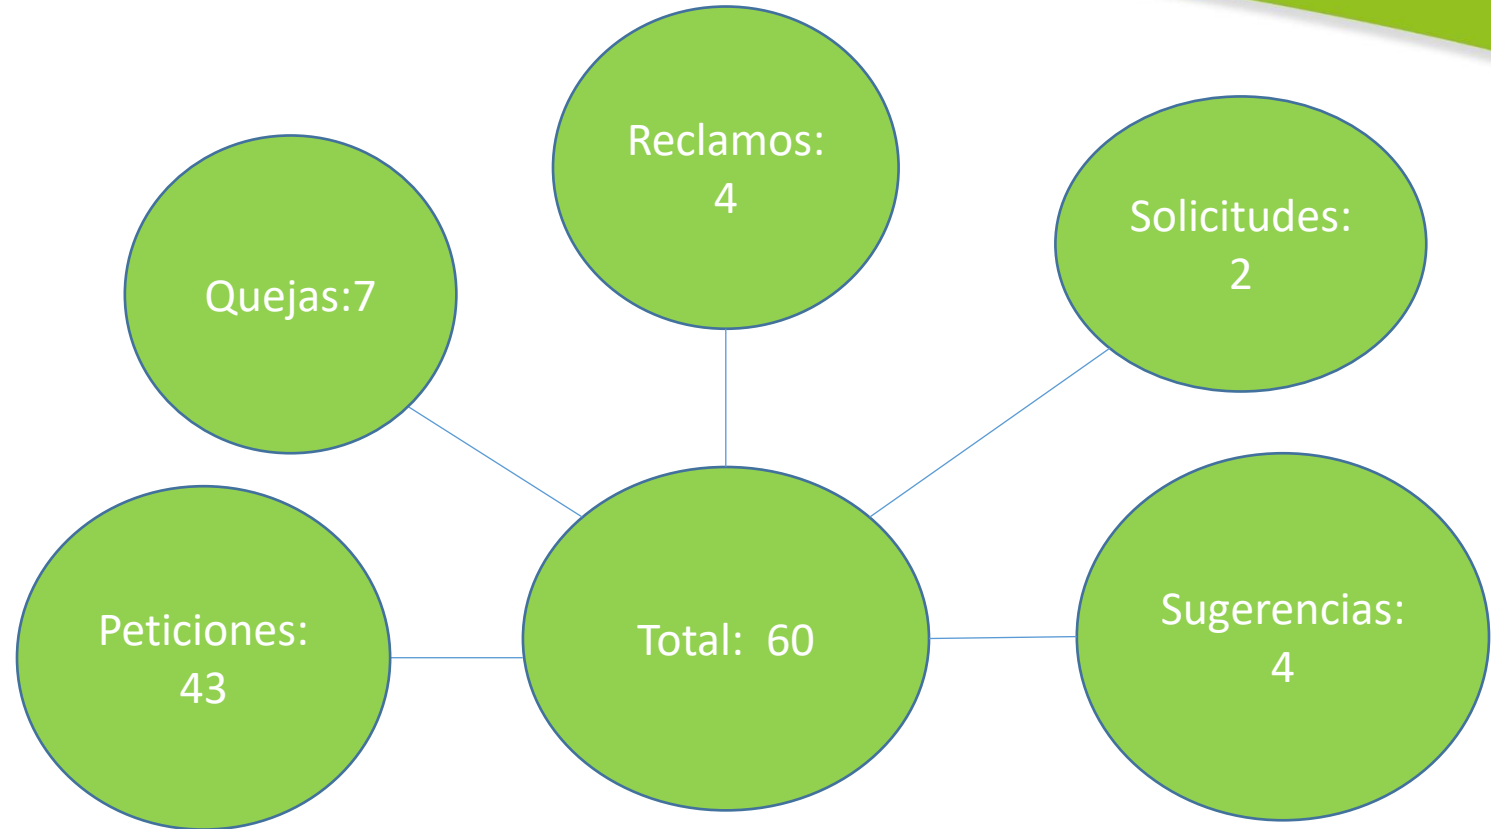 Reclamos:
4
Solicitudes:
2
Quejas:7
Peticiones:
43
Total:  60
Sugerencias:
4